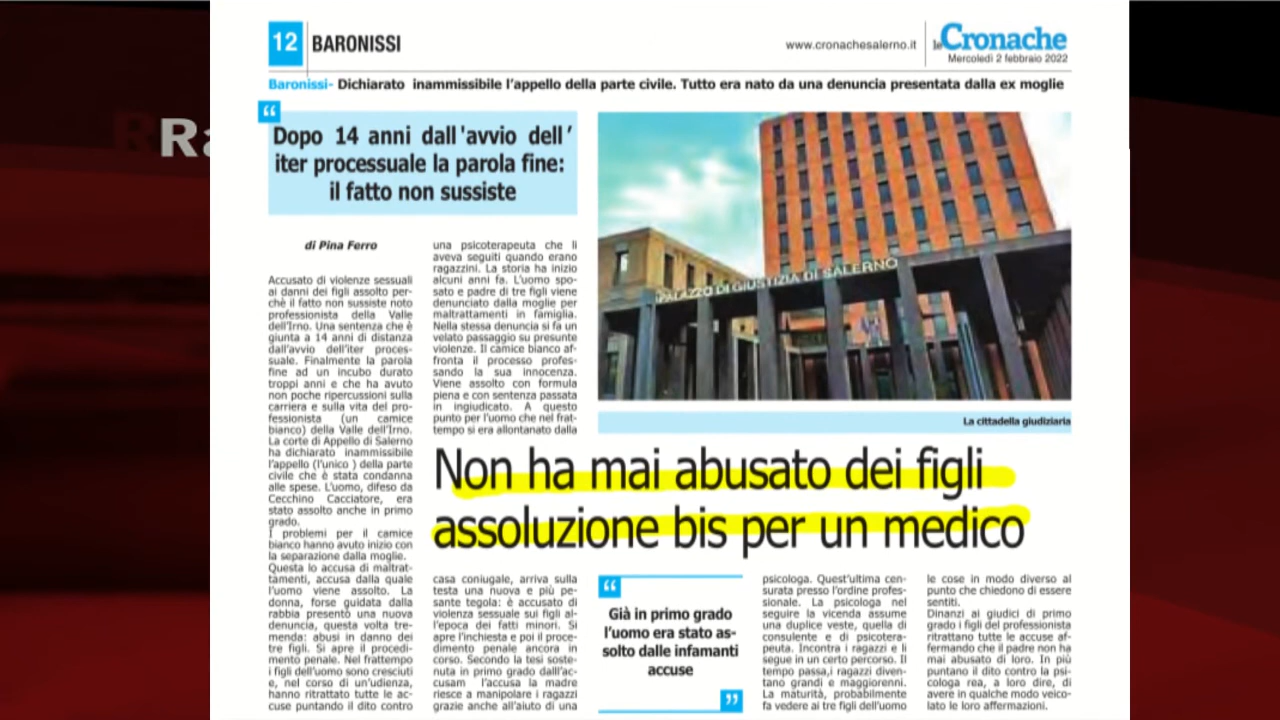 12 BARONISSI
www.cronachesalerno.it
leCronache
Mercoledì 2 febbraio 2022
Baronissi- Dichiarato inammissibile l'appello della parte civile. Tutto era nato da una denuncia presentata dalla ex moglie
Ra
“
Dopo 14 anni dall'avvio dell'
iter processuale la parola fine:
il fatto non sussiste
PALAZZO DI GIUSTIZIA DI SALERNO
La cittadella giudiziaria
di Pina Ferro
Accusato di violenze sessuali
ai danni dei figli assolto per-
chè il fatto non sussiste noto
professionista della Valle
dell'Irno. Una sentenza che è
giunta a 14 anni di distanza
dall'avvio dell'iter proces-
suale. Finalmente la parola
fine ad un incubo durato
troppi anni e che ha avuto
non poche ripercussioni sulla
carriera e sulla vita del pro-
fessionista (un camice
bianco) della Valle dell'Irno.
La corte di Appello di Salerno
ha dichiarato inammissibile
l'appello (l'unico ) della parte
civile che è stata condanna
alle spese. L'uomo, difeso da
Cecchino Cacciatore, era
stato assolto anche in primo
grado.
I problemi per il camice
bianco hanno avuto inizio con
la separazione dalla moglie.
Questa lo accusa di maltrat-
tamenti, accusa dalla quale
l'uomo viene assolto. La
donna, forse guidata dalla
rabbia presentò una nuova
denuncia, questa volta tre-
menda: abusi in danno dei
tre figli. Si apre il procedi-
mento penale. Nel frattempo
i figli dell'uomo sono cresciuti
e, nel corso di un'udienza,
hanno ritrattato tutte le ac-
cuse puntando il dito contro
una psicoterapeuta che li
aveva seguiti quando erano
ragazzini. La storia ha inizio
alcuni anni fa. L'uomo spo-
sato e padre di tre figli viene
denunciato dalla moglie per
maltrattamenti in famiglia.
Nella stessa denuncia si fa un
velato passaggio su presunte
violenze. Il camice bianco af-
fronta il processo profes-
sando la sua innocenza.
Viene assolto con formula
piena e con sentenza passata
in ingiudicato. A questo
punto per l'uomo che nel frat-
tempo si era allontanato dalla
Non ha mai abusato dei figli
assoluzione bis per un medico
casa coniugale, arriva sulla
testa una nuova e più pe-
sante tegola: è accusato di
violenza sessuale sui figli al-
l'epoca dei fatti minori. Si
apre l'inchiesta e poi il proce-
dimento penale ancora in
corso. Secondo la tesi soste-
nuta in primo grado dall'ac-
cusam l'accusa la madre
riesce a manipolare i ragazzi
grazie anche all'aiuto di una
“
Già in primo grado
l'uomo era stato as-
solto dalle infamanti
accuse
”
psicologa. Quest'ultima cen-
surata presso l'ordine profes-
sionale. La psicologa nel
seguire la vicenda assume
una duplice veste, quella di
consulente e di psicotera-
peuta. Incontra i ragazzi e li
segue in un certo percorso. Il
tempo passa,i ragazzi diven-
tano grandi e maggiorenni.
La maturità, probabilmente
fa vedere ai tre figli dell'uomo
le cose in modo diverso al
punto che chiedono di essere
sentiti.
Dinanzi ai giudici di primo
grado i figli del professionista
ritrattano tutte le accuse af-
fermando che il padre non ha
mai abusato di loro. In più
puntano il dito contro la psi-
cologa rea, a loro dire, di
avere in qualche modo veico-
lato le loro affermazioni.